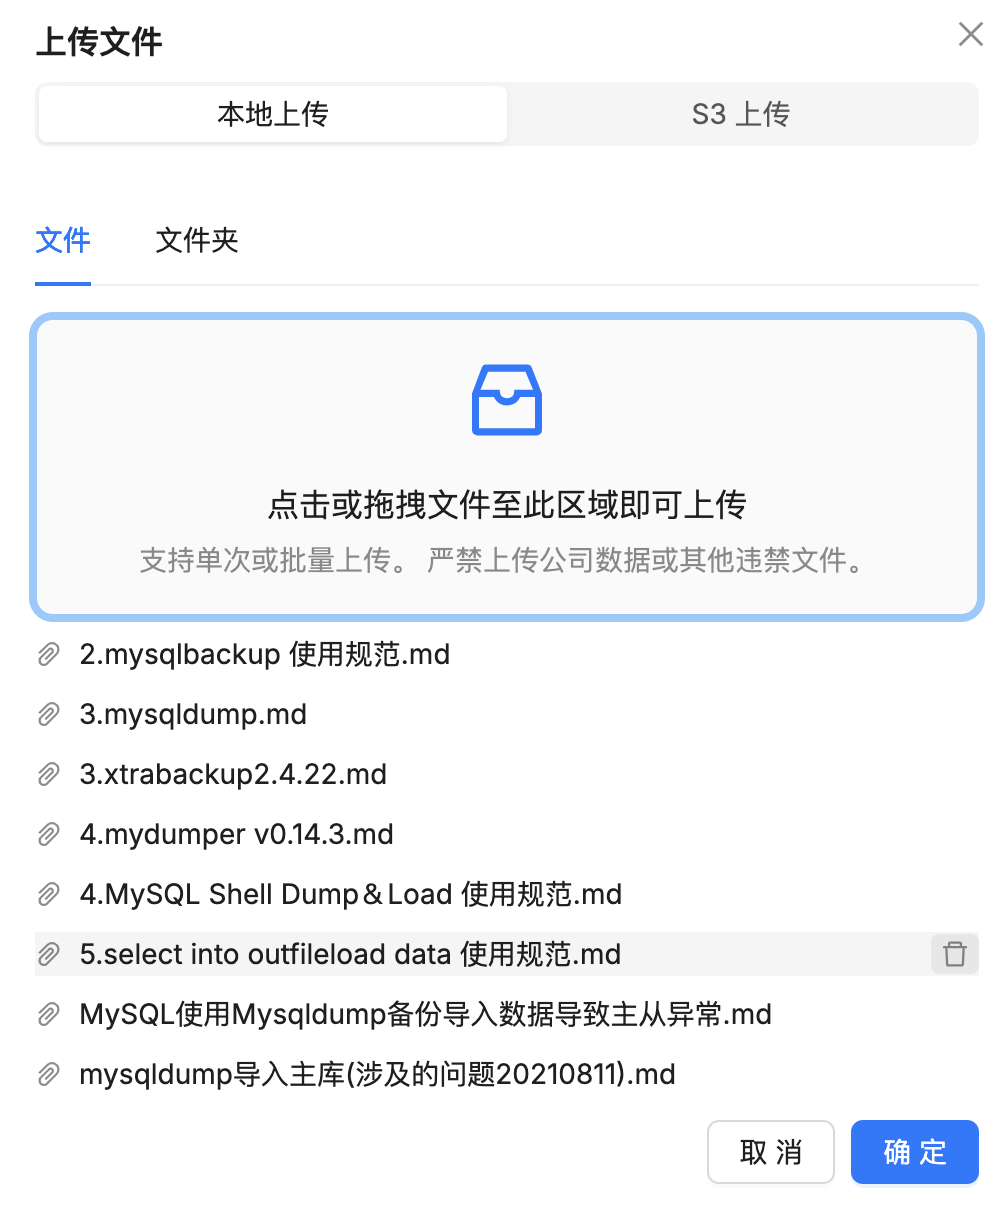 上传文件
本地上传
S3 上传
文件
文件夹
点击或拖拽文件至此区域即可上传
支持单次或批量上传。 严禁上传公司数据或其他违禁文件。
2.mysqlbackup 使用规范.md
3.mysqldump.md
3.xtrabackup2.4.22.md
4.mydumper v0.14.3.md
4.MySQL Shell Dump＆Load 使用规范.md
5.select into outfileload data 使用规范.md
MySQL使用Mysqldump备份导入数据导致主从异常.md
mysqldump导入主库(涉及的问题20210811).md
取 消
确 定